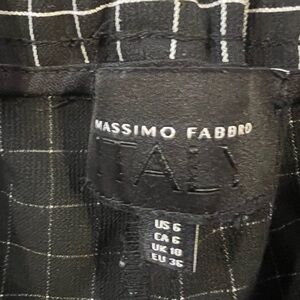 MASSIMO FABBRO
ITALY
US 6
CA 6
UK 10
EU 36